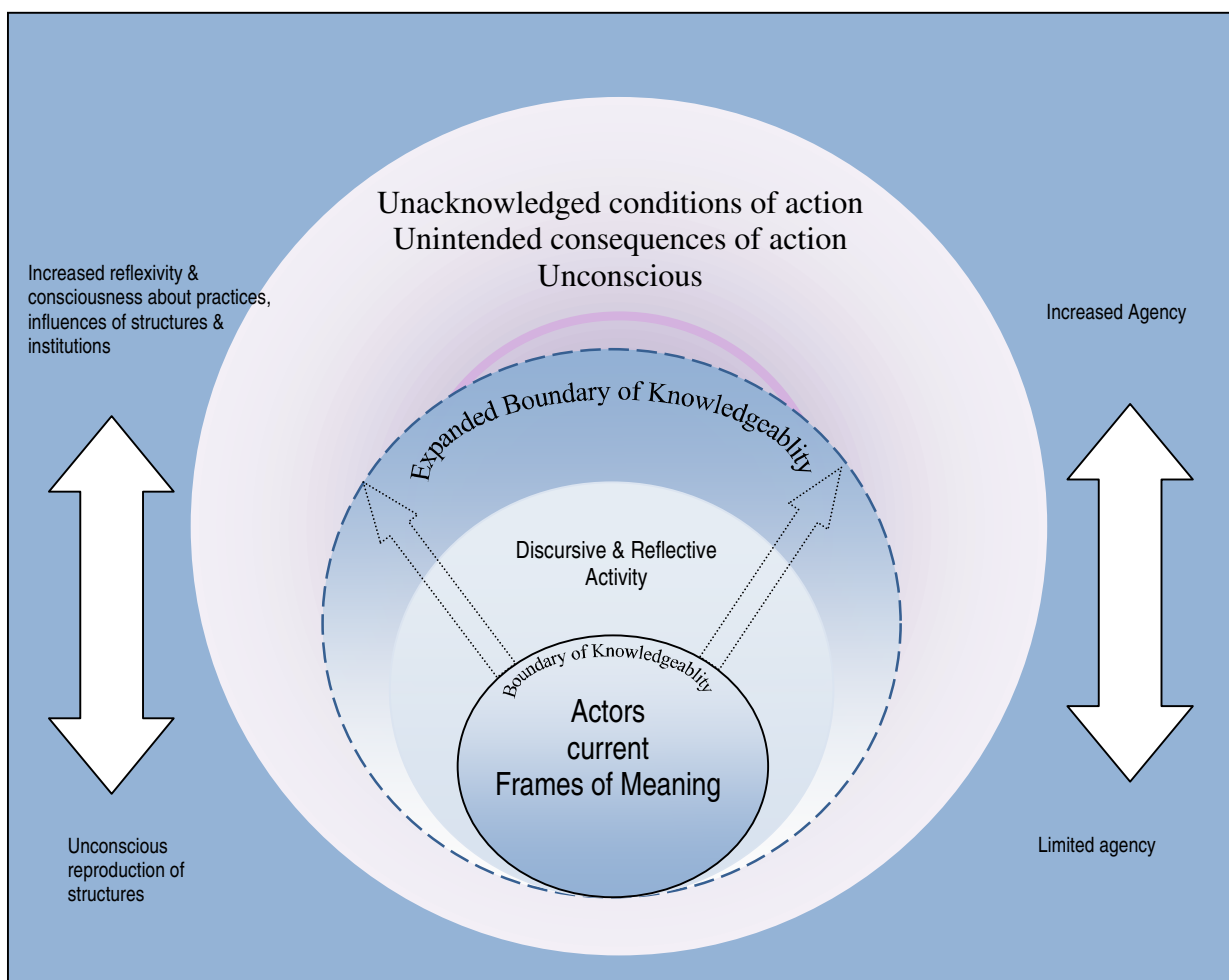 Unacknowledged conditions of action
Unintended consequences of action
Unconscious
Increased reflexivity &
consciousness about practices,
influences of structures &
institutions
Increased Agency
Expanded Boundary of Knowledgeablity
Discursive & Reflective
Activity
Boundary of Knowledgeablity
Actors
current
Frames of Meaning
Unconscious
reproduction of
structures
Limited agency